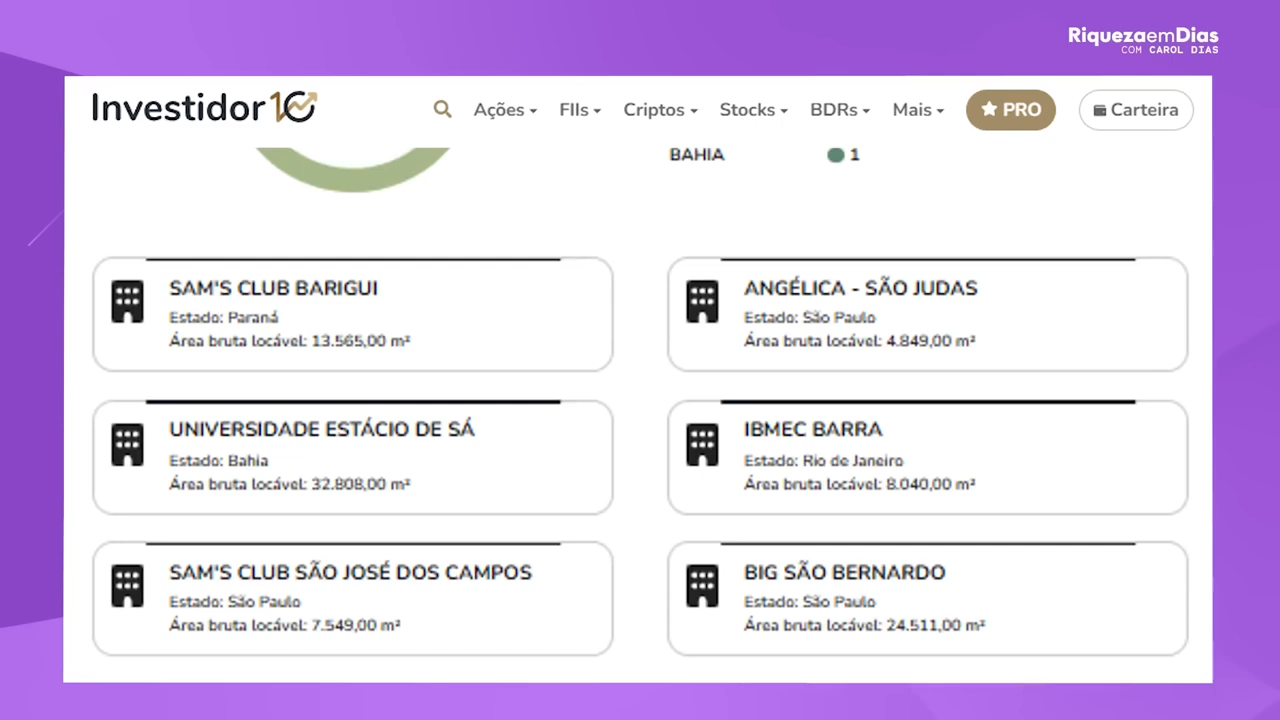 RiquezaemDias
COM CAROL DIAS
Investidor10
Ações
FIIs
Criptos
Stocks
BDRs
Mais
PRO
Carteira
BAHIA 1
SAM'S CLUB BARIGUI
Estado: Paraná
Área bruta locável: 13.565,00 m²
ANGÉLICA - SÃO JUDAS
Estado: São Paulo
Área bruta locável: 4.849,00 m²
UNIVERSIDADE ESTÁCIO DE SÁ
Estado: Bahia
Área bruta locável: 32.808,00 m²
IBMEC BARRA
Estado: Rio de Janeiro
Área bruta locável: 8.040,00 m²
SAM'S CLUB SÃO JOSÉ DOS CAMPOS
Estado: São Paulo
Área bruta locável: 7.549,00 m²
BIG SÃO BERNARDO
Estado: São Paulo
Área bruta locável: 24.511,00 m²